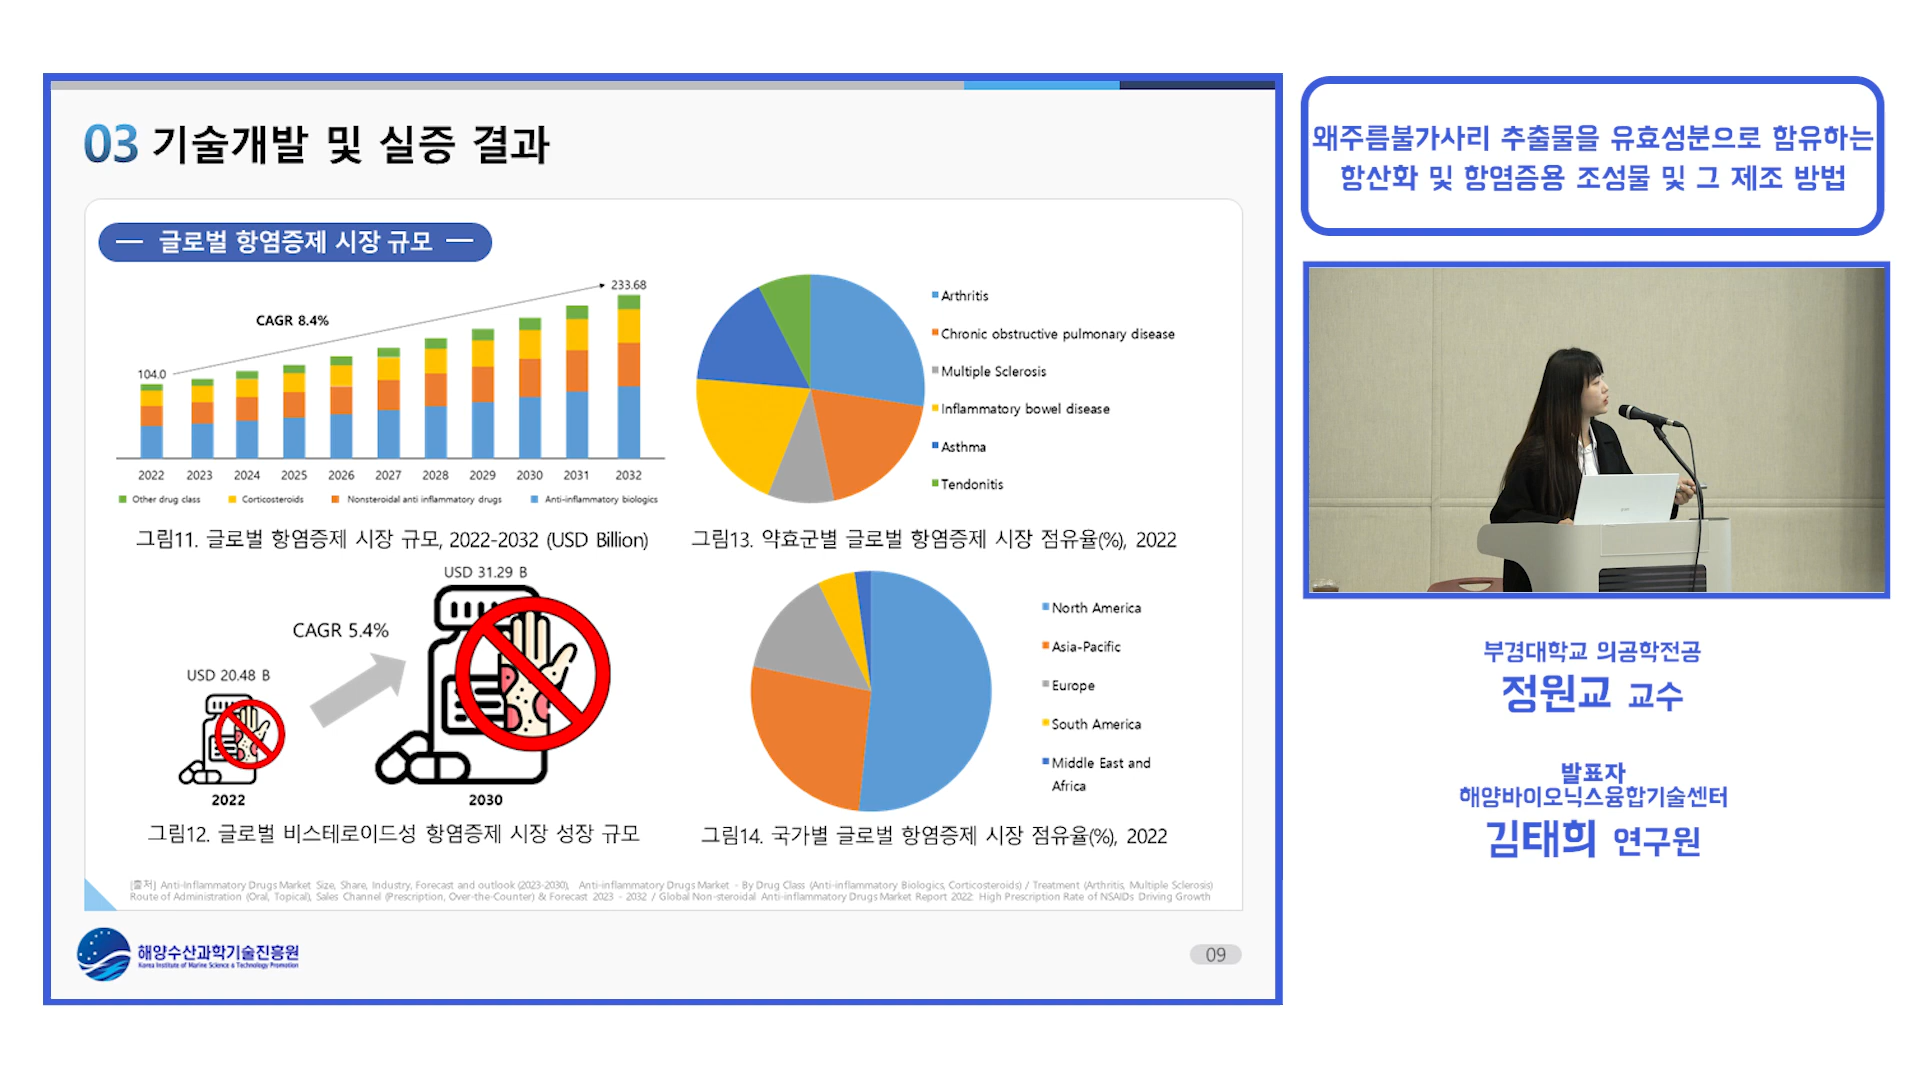 03 기술개발 및 실증 결과
글로벌 항염증제 시장 규모
CAGR 8.4%
104.0
233.68
2022 2023 2024 2025 2026 2027 2028 2029 2030 2031 2032
Other drug class Corticosteroids Nonsteroidal anti inflammatory drugs Anti-inflammatory biologics
그림11. 글로벌 항염증제 시장 규모, 2022-2032 (USD Billion)
Arthritis
Chronic obstructive pulmonary disease
Multiple Sclerosis
Inflammatory bowel disease
Asthma
Tendonitis
그림13. 약효군별 글로벌 항염증제 시장 점유율(%), 2022
USD 31.29 B
CAGR 5.4%
USD 20.48 B
2022
2030
그림12. 글로벌 비스테로이드성 항염증제 시장 성장 규모
North America
Asia-Pacific
Europe
South America
Middle East and
Africa
그림14. 국가별 글로벌 항염증제 시장 점유율(%), 2022
[출저] Anti-Inflammatory Drugs Market Size, Share, Industry, Forecast and outlook (2023-2030), Anti-inflammatory Drugs Market - By Drug Class (Anti-inflammatory Biologics, Corticosteroids) / Treatment (Arthritis, Multiple Sclerosis)
Route of Administration (Oral, Topical), Sales Channel (Prescription, Over-the-Counter) & Forecast 2023 - 2032 / Global Non-steroidal Anti-inflammatory Drugs Market Report 2022: High Prescription Rate of NSAIDs Driving Growth
해양수산과학기술진흥원
Korea Institute of Marine Science & Technology Promotion
09
왜주름불가사리 추출물을 유효성분으로 함유하는
항산화 및 항염증용 조성물 및 그 제조 방법
부경대학교 의공학전공
정원교 교수
발표자
해양바이오닉스융합기술센터
김태희 연구원